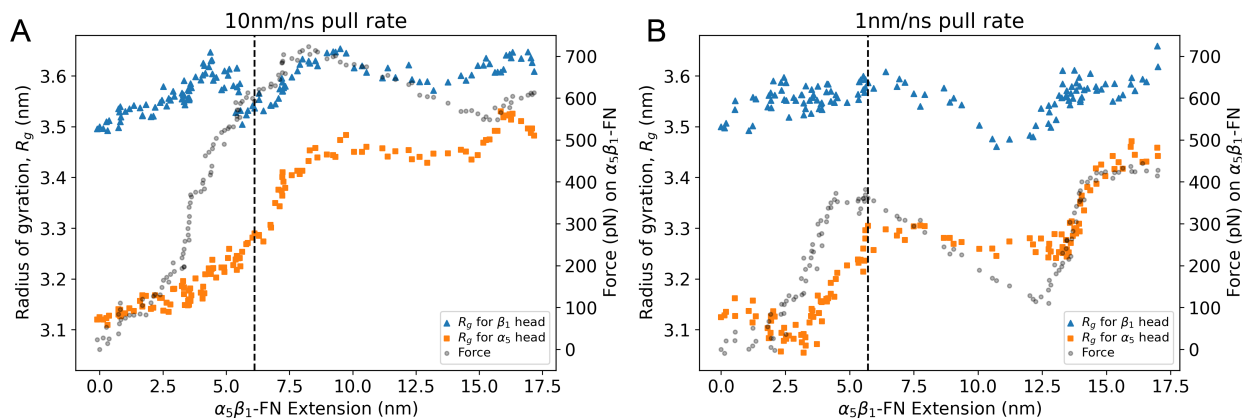 A
10nm/ns pull rate
Radius of gyration, R_g (nm)
3.6
3.5
3.4
3.3
3.2
3.1
700
600
500
400
300
200
100
0
Force (pN) on α₅β₁-FN
R_g for β₁ head
R_g for α₅ head
Force
0.0 2.5 5.0 7.5 10.0 12.5 15.0 17.5
α₅β₁-FN Extension (nm)
B
1nm/ns pull rate
Radius of gyration, R_g (nm)
3.6
3.5
3.4
3.3
3.2
3.1
700
600
500
400
300
200
100
0
Force (pN) on α₅β₁-FN
R_g for β₁ head
R_g for α₅ head
Force
0.0 2.5 5.0 7.5 10.0 12.5 15.0 17.5
α₅β₁-FN Extension (nm)